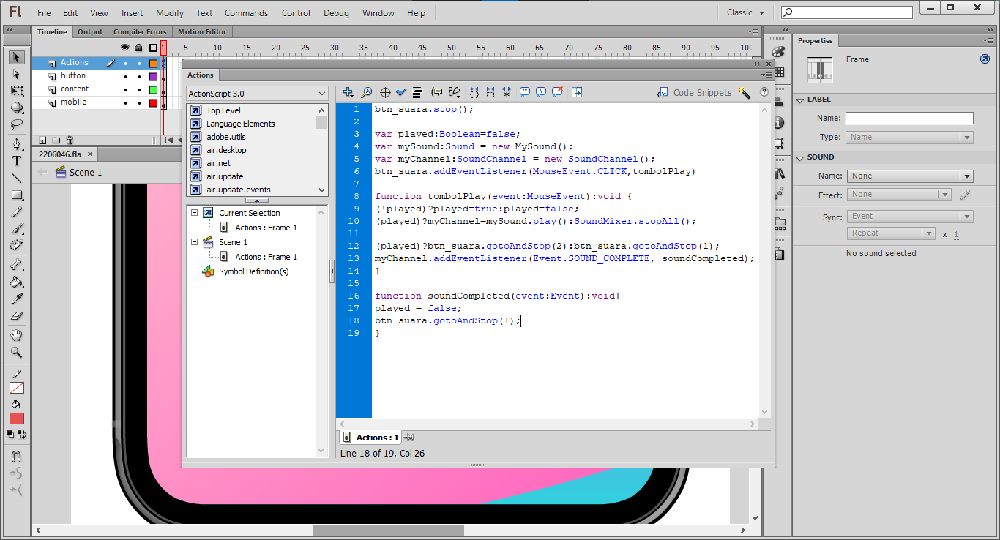 Fl File Edit View Insert Modify Text Commands Control Debug Window Help Classic
Timeline Output Compiler Errors Motion Editor
1 5 10 15 20 25 30 35 40 45 50 55 60 65 70 75 80 85 90 95 100
Actions
button
content
mobile
2206046.fla
Scene 1
Actions
ActionScript 3.0
Top Level
Language Elements
adobe.utils
air.desktop
air.net
air.update
air.update.events
Current Selection
Actions : Frame 1
Scene 1
Actions : Frame 1
Symbol Definition(s)
Code Snippets
1 btn_suara.stop();
2
3 var played:Boolean=false;
4 var mySound:Sound = new MySound();
5 var myChannel:SoundChannel = new SoundChannel();
6 btn_suara.addEventListener(MouseEvent.CLICK,tombolPlay)
7
8 function tombolPlay(event:MouseEvent):void {
9 (!played)?played=true:played=false;
10 (played)?myChannel=mySound.play():SoundMixer.stopAll();
11
12 (played)?btn_suara.gotoAndStop(2):btn_suara.gotoAndStop(1);
13 myChannel.addEventListener(Event.SOUND_COMPLETE, soundCompleted);
14 }
15
16 function soundCompleted(event:Event):void{
17 played = false;
18 btn_suara.gotoAndStop(1);
19 }
Actions : 1
Line 18 of 19, Col 26
Properties
Frame
LABEL
Name:
Type: Name
SOUND
Name: None
Effect: None
Sync: Event
Repeat x 1
No sound selected